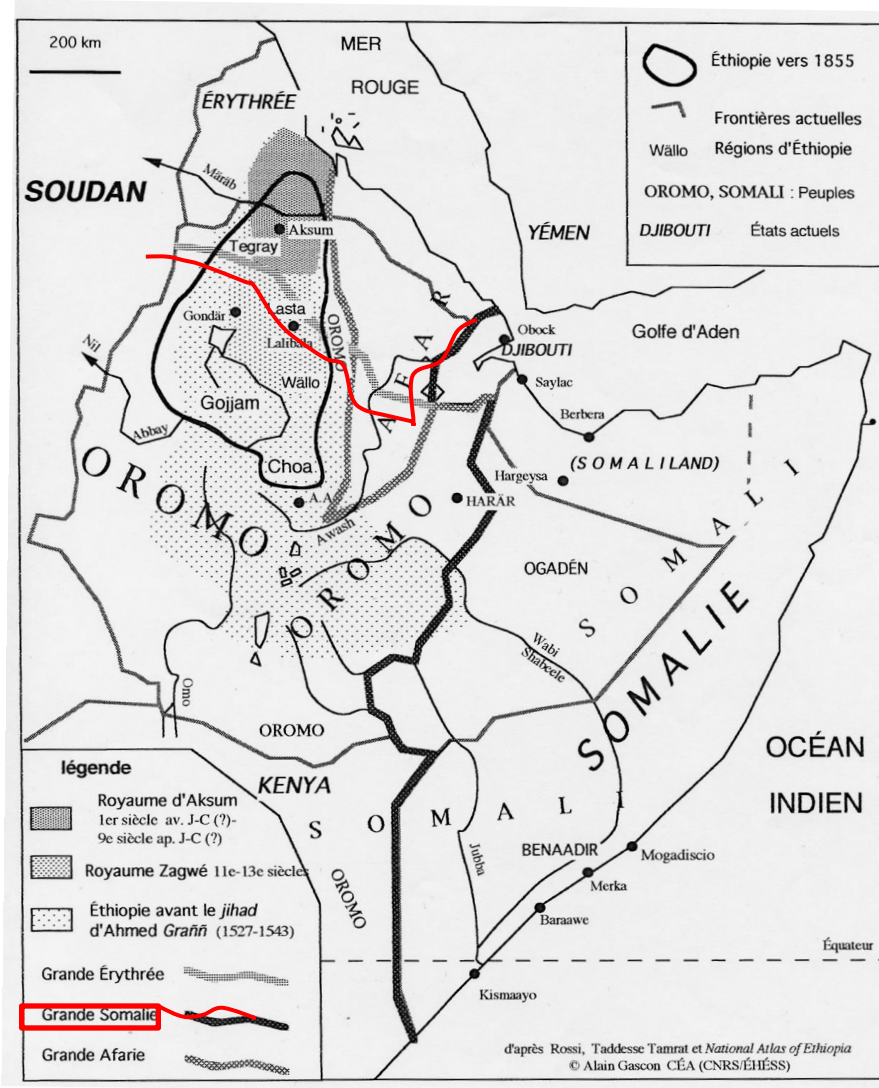 200 km
MER
ROUGE
ÉRYTHRÉE
Éthiopie vers 1855
Frontières actuelles
Wällo Régions d'Éthiopie
OROMO, SOMALI : Peuples
DJIBOUTI États actuels
Märäb
SOUDAN
YÉMEN
Aksum
Tegray
Gondär
Lasta
Lalibala
OROMO
AFAR
Obock
DJIBOUTI
Golfe d'Aden
Nil
Wällo
Saylac
Gojjam
Berbera
Abbay
Choa
(SOMALILAND)
Hargeysa
A.A
HARÄR
Awash
OROMO
OROMO
OGADÉN
SOMALI
Wabi
Shabeele
SOMALIE
Omo
OROMO
KENYA
OCÉAN
INDIEN
SOMALI
Jubba
BENAADIR
Mogadiscio
Merka
Baraawe
OROMO
Équateur
Kismaayo
légende
Royaume d'Aksum
1er siècle av. J-C (?)-
9e siècle ap. J-C (?)
Royaume Zagwé 11e-13e siècles
Éthiopie avant le jihad
d'Ahmed Graññ (1527-1543)
Grande Érythrée
Grande Somalie
Grande Afarie
d'après Rossi, Taddesse Tamrat et National Atlas of Ethiopia
© Alain Gascon CÉA (CNRS/ÉHÉSS)